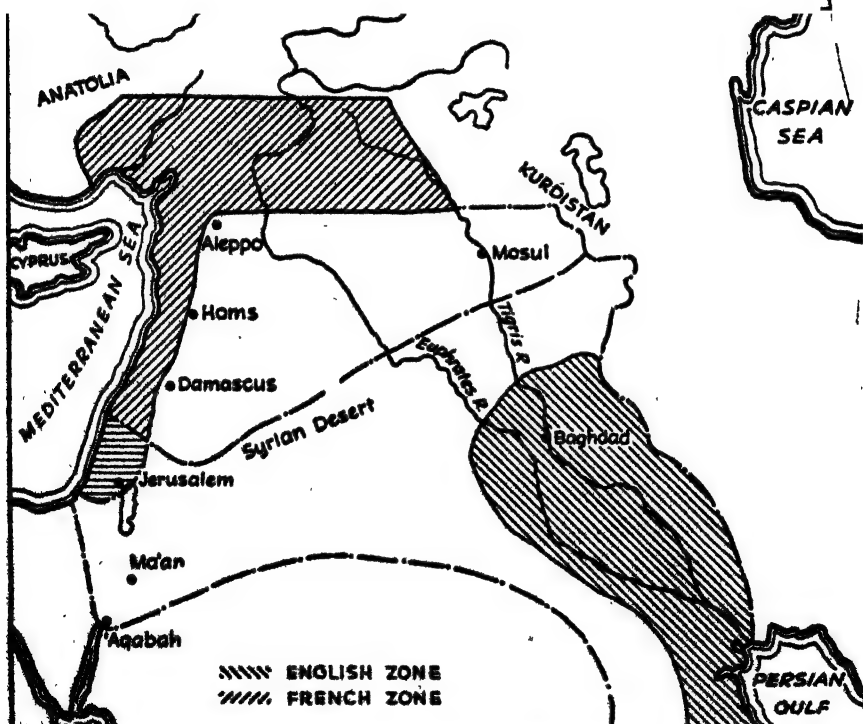 ANATOLIA
CASPIAN
SEA
KURDISTAN
Aleppo
Mosul
CYPRUS
MEDITERRANEAN SEA
Homs
Tigris R
Euphrates R
Damascus
Syrian Desert
Baghdad
Jerusalem
Ma'an
'Aqabah
ENGLISH ZONE
FRENCH ZONE
PERSIAN
GULF